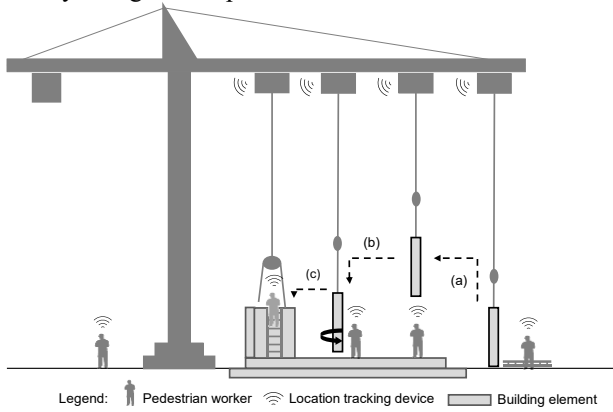 (b)
(c)
(a)
Legend: Pedestrian worker Location tracking device Building element